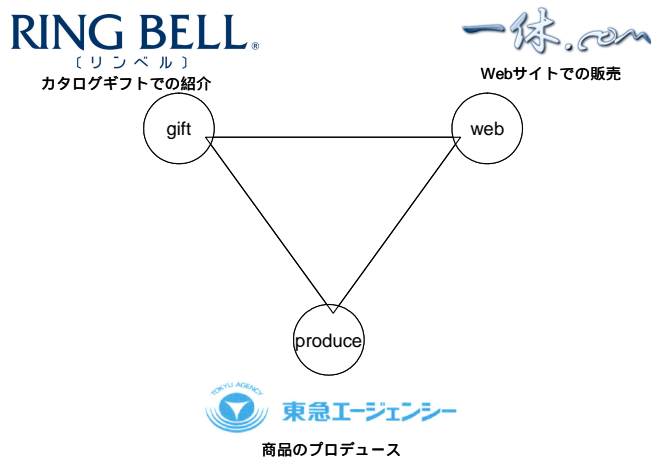 RING BELL®
〔リンベル〕
カタログギフトでの紹介
一休.com
Webサイトでの販売
gift
web
produce
TOKYU AGENCY
東急エージェンシー
商品のプロデュース